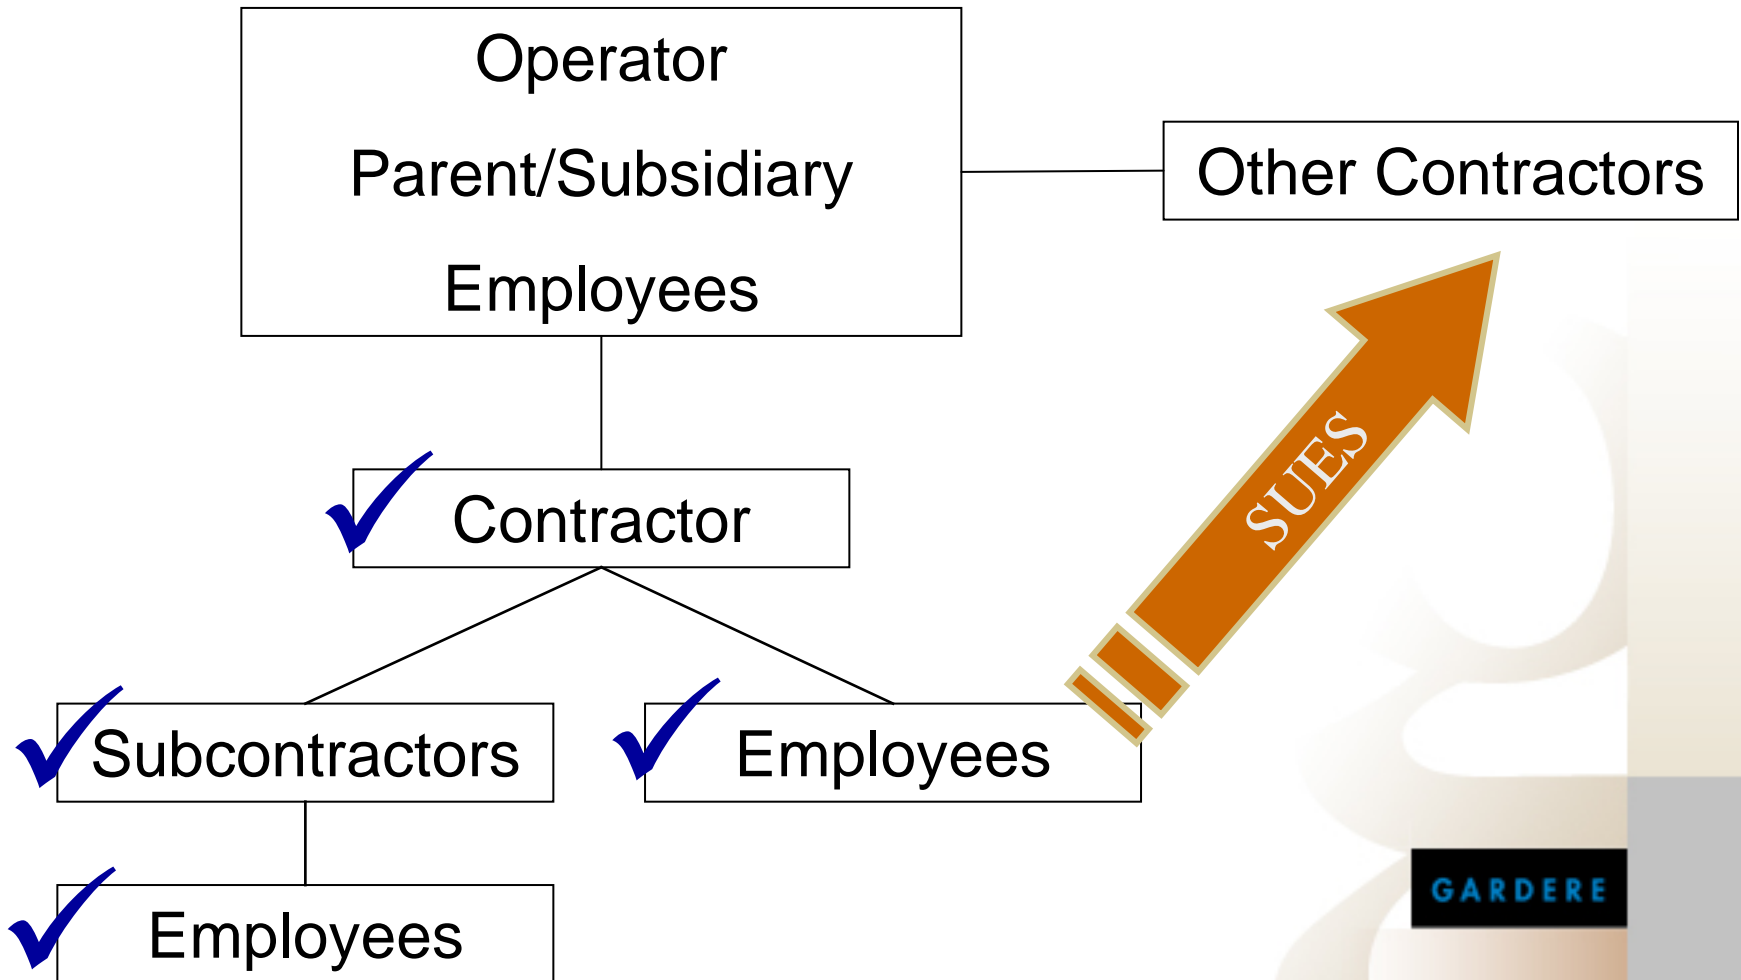 Operator
Parent/Subsidiary
Employees
Other Contractors
SUES
Contractor
Subcontractors
Employees
Employees
GARDERE